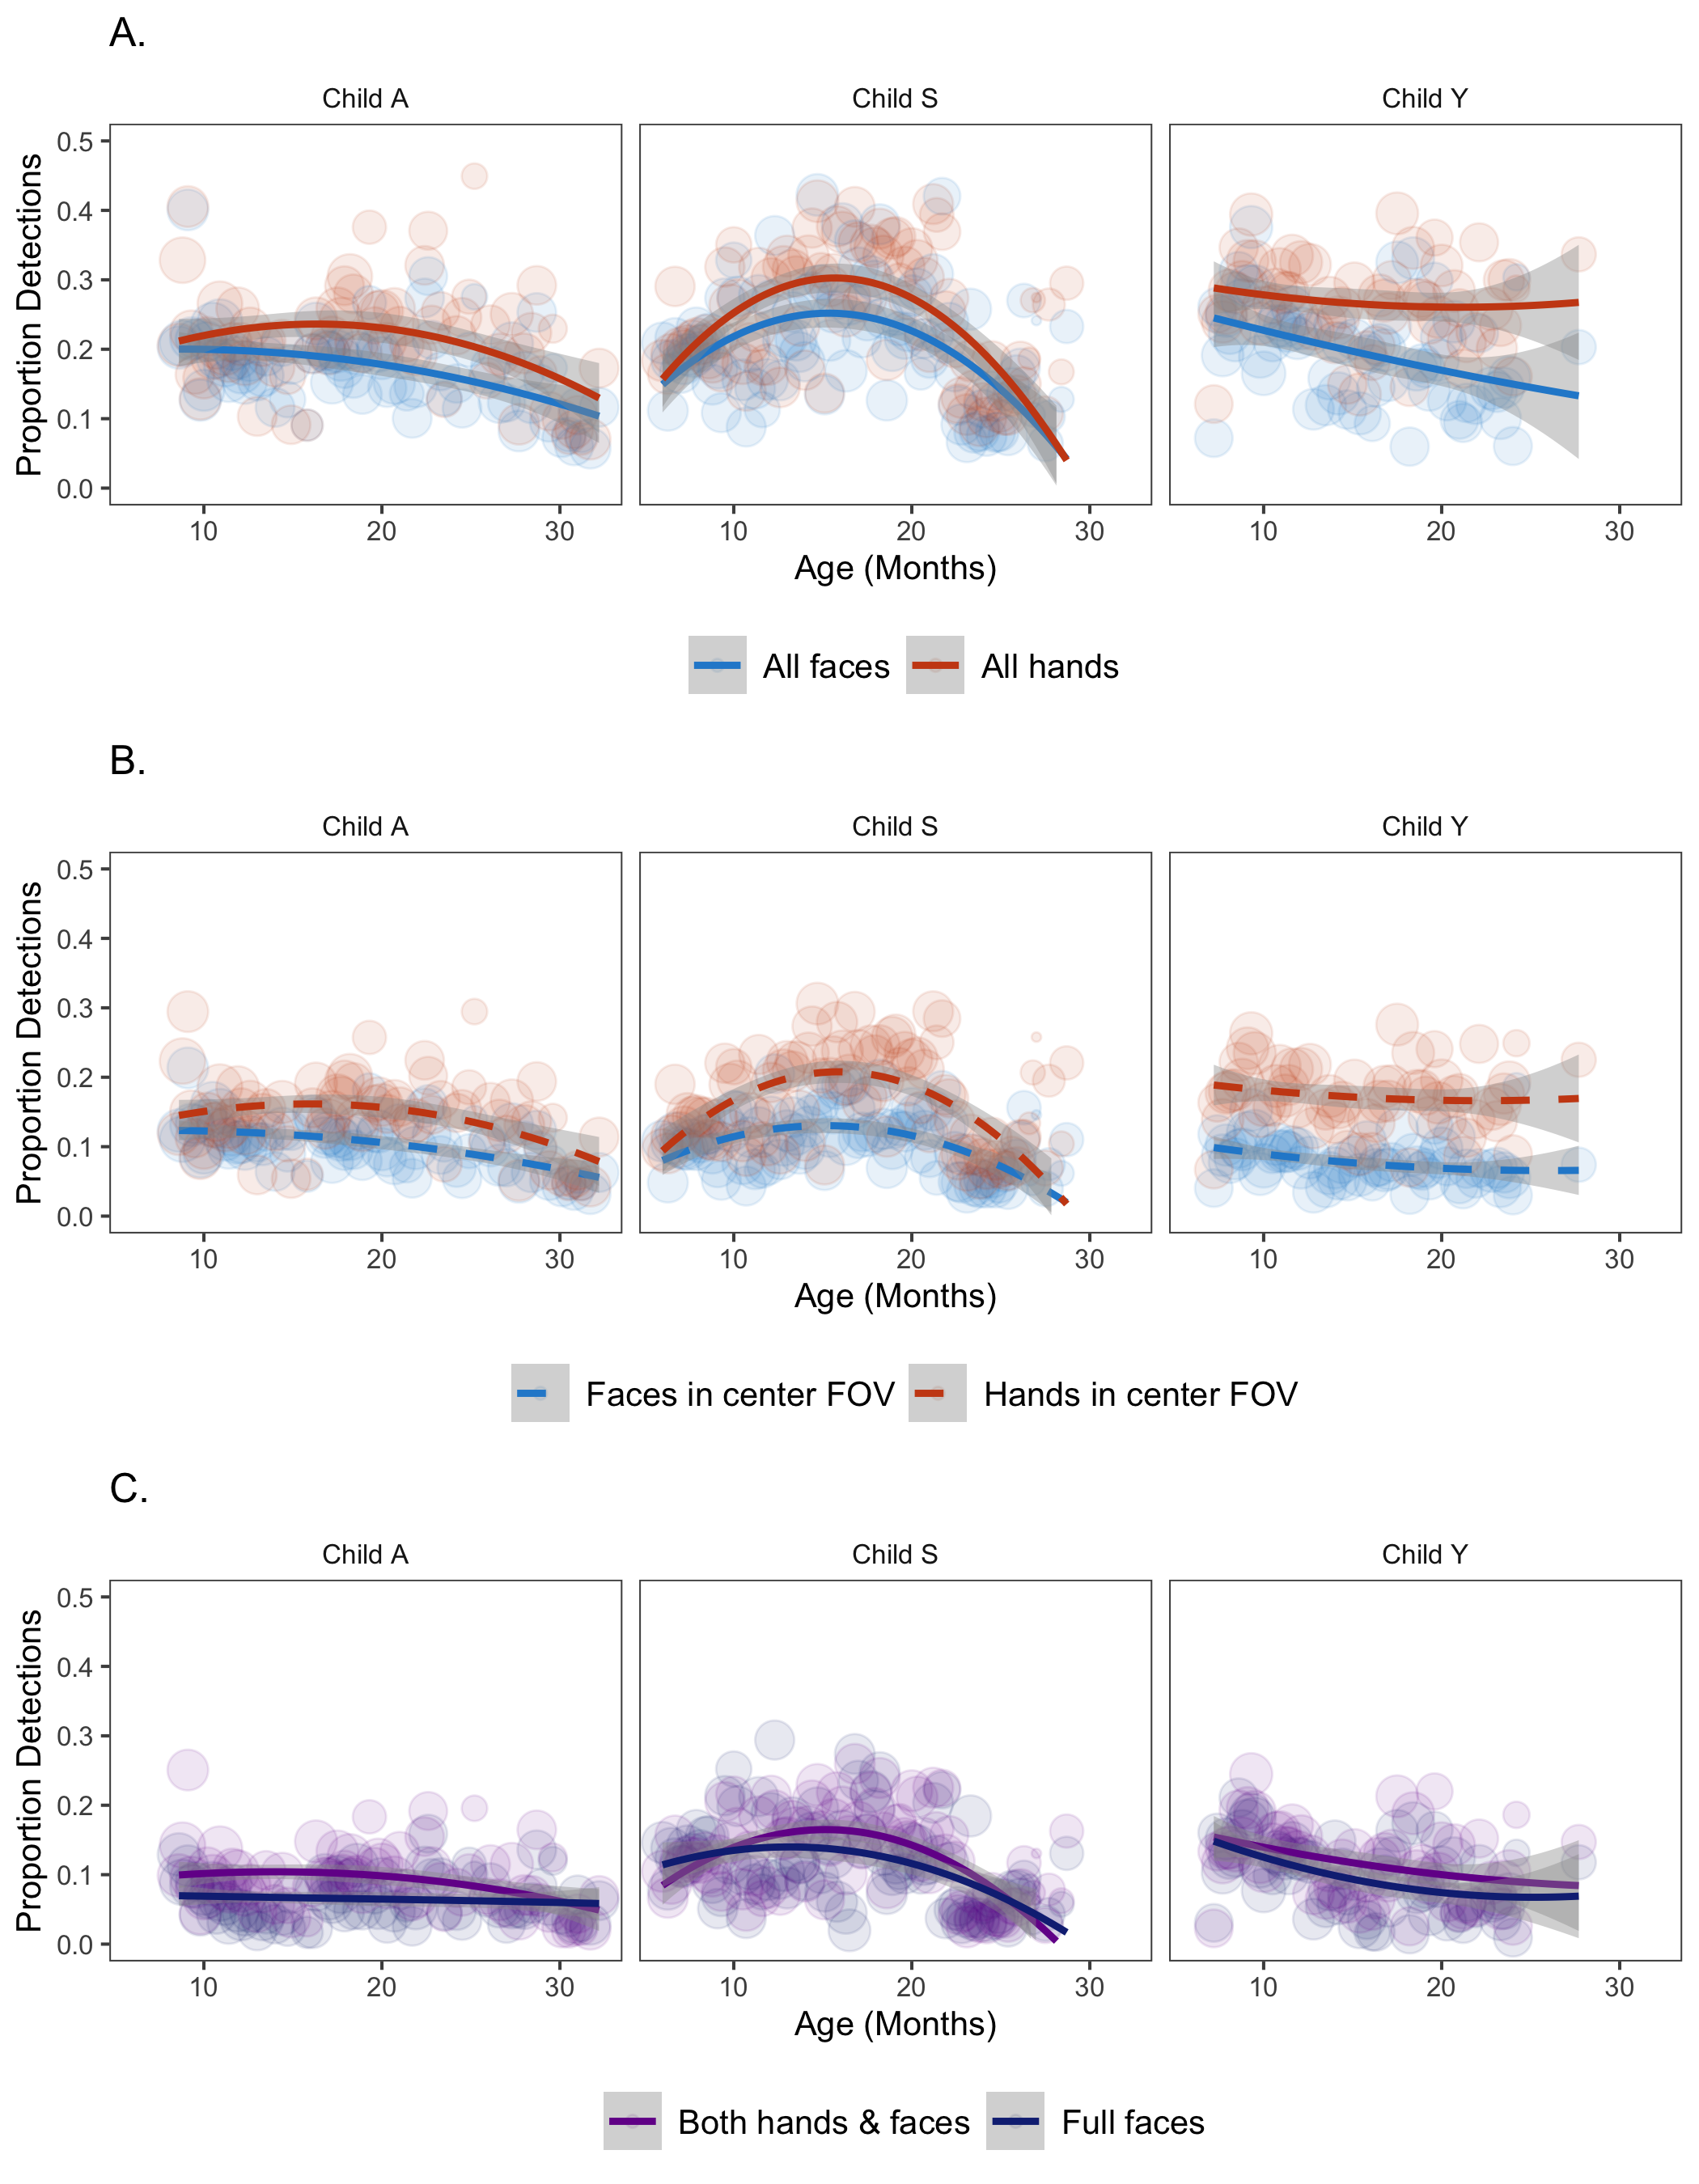 A.
Child A Child S Child Y
Proportion Detections
0.5
0.4
0.3
0.2
0.1
0.0
10 20 30 10 20 30 10 20 30
Age (Months)
All faces All hands
B.
Child A Child S Child Y
Proportion Detections
0.5
0.4
0.3
0.2
0.1
0.0
10 20 30 10 20 30 10 20 30
Age (Months)
Faces in center FOV Hands in center FOV
C.
Child A Child S Child Y
Proportion Detections
0.5
0.4
0.3
0.2
0.1
0.0
10 20 30 10 20 30 10 20 30
Age (Months)
Both hands & faces Full faces